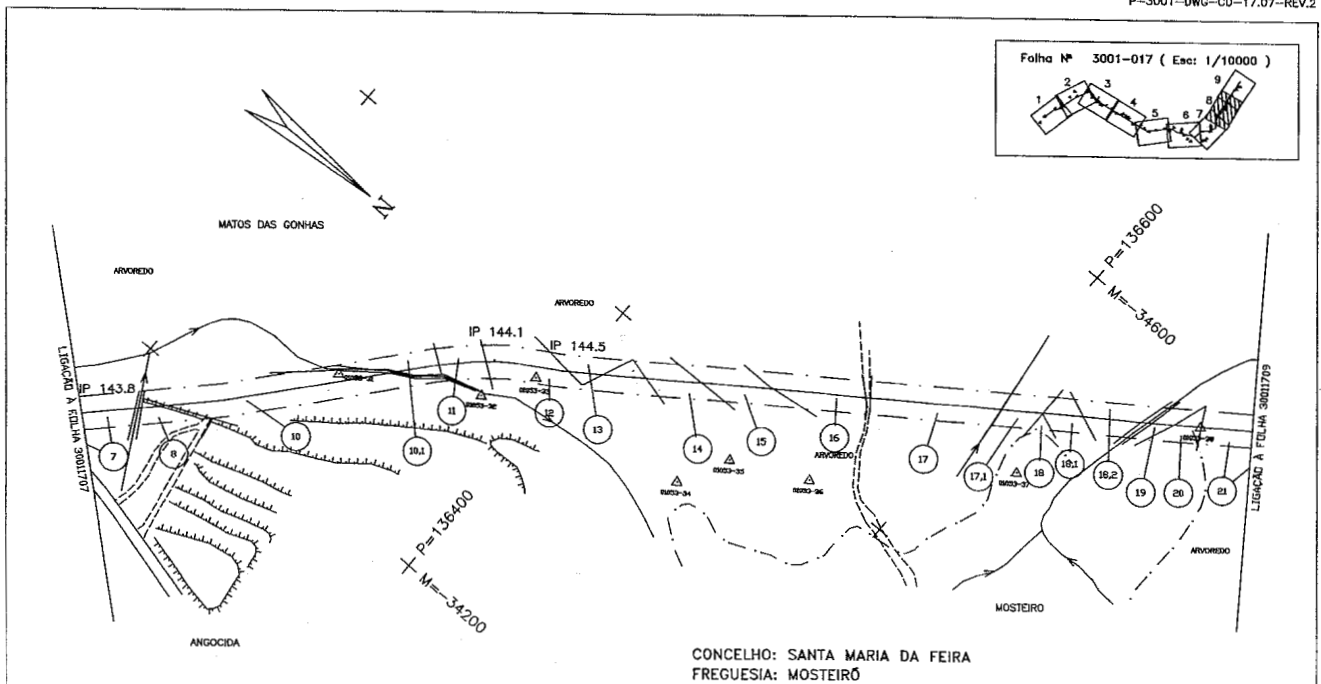 P-3001-DWG-CD-17.07-REV.2
Folha Nº 3001-017 ( Esc: 1/10000 )
1
2
3
4
5
6
7
8
9
N
MATOS DAS GONHAS
ARVOREDO
ARVOREDO
P=136600
M=-34600
LIGAÇÃO À FOLHA 30011707
IP 143.8
IP 144.1
IP 144.5
LIGAÇÃO À FOLHA 30011709
7
8
10
10,1
11
12
13
14
15
16
17
17,1
18
18,1
18,2
19
20
21
ARVOREDO
ARVOREDO
P=136400
M=-34200
ANGOCIDA
MOSTEIRO
CONCELHO: SANTA MARIA DA FEIRA
FREGUESIA: MOSTEIRÔ